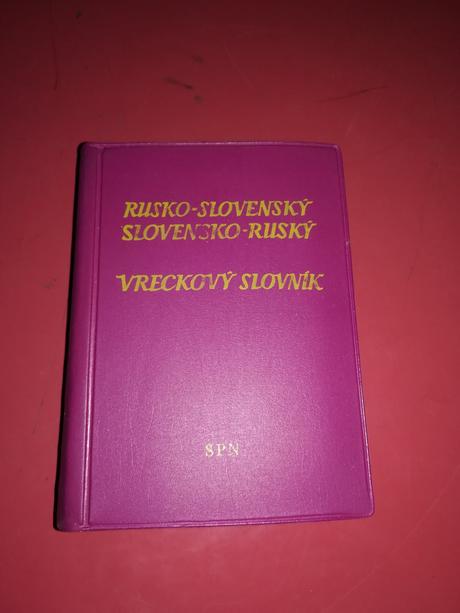 RUSKO-SLOVENSKÝ
SLOVENSKO-RUSKÝ
VRECKOVÝ SLOVNÍK
SPN